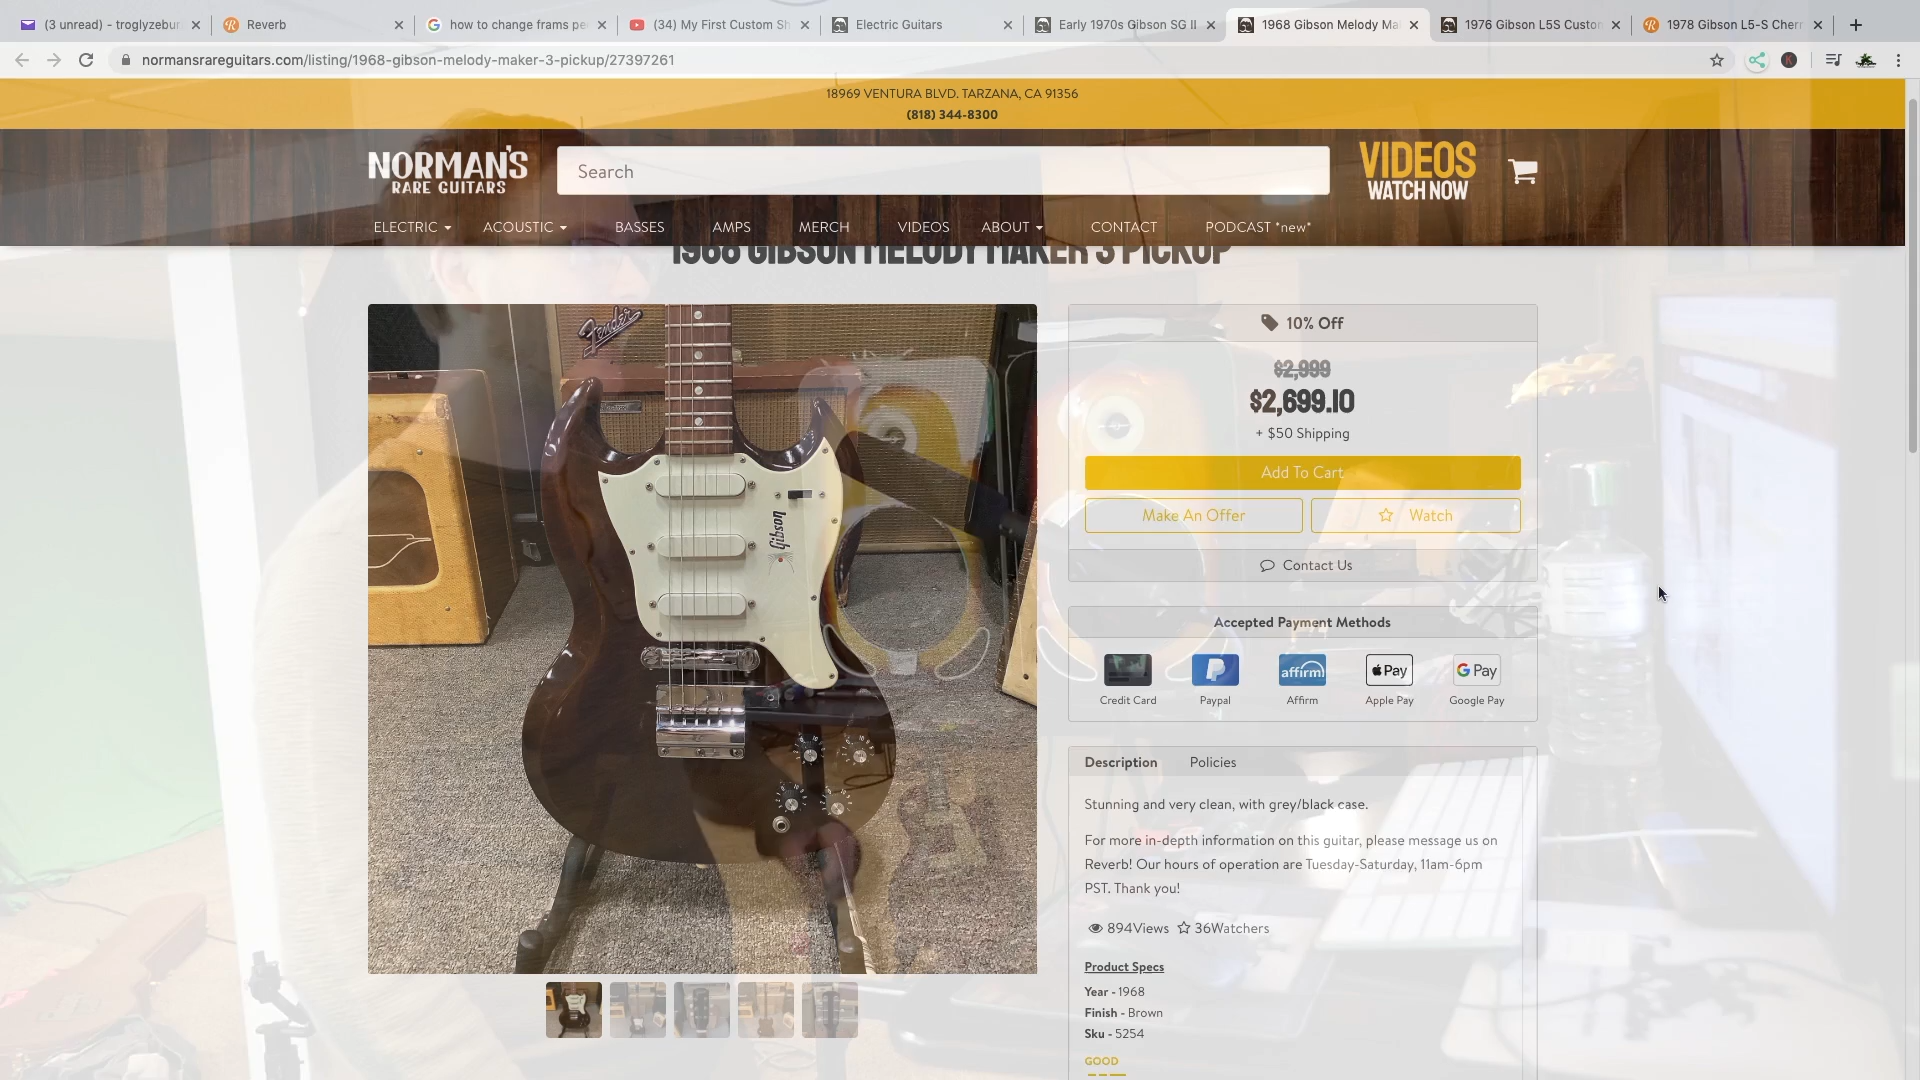 (3 unread) - troglyzebur
Reverb
how to change frams pe
(34) My First Custom Sh
Electric Guitars
Early 1970s Gibson SG II
1968 Gibson Melody Ma
1976 Gibson L5S Custo
1978 Gibson L5-S Cherr
normansrareguitars.com/listing/1968-gibson-melody-maker-3-pickup/27397261
K
18969 VENTURA BLVD. TARZANA, CA 91356
(818) 344-8300
NORMAN'S
RARE GUITARS
Search
VIDEOS
WATCH NOW
ELECTRIC
ACOUSTIC
BASSES
AMPS
MERCH
VIDEOS
ABOUT
CONTACT
PODCAST *new*
1968 GIBSON MELODY MAKER 3 PICKUP
Fender
Gibson
10% Off
$2,999
$2,699.10
+ $50 Shipping
Add To Cart
Make An Offer
Watch
Contact Us
Accepted Payment Methods
affirm
Pay
G Pay
Credit Card
Paypal
Affirm
Apple Pay
Google Pay
Description
Policies
Stunning and very clean, with grey/black case.
For more in-depth information on this guitar, please message us on
Reverb! Our hours of operation are Tuesday-Saturday, 11am-6pm
PST. Thank you!
894Views
36Watchers
Product Specs
Year - 1968
Finish - Brown
Sku - 5254
GOOD